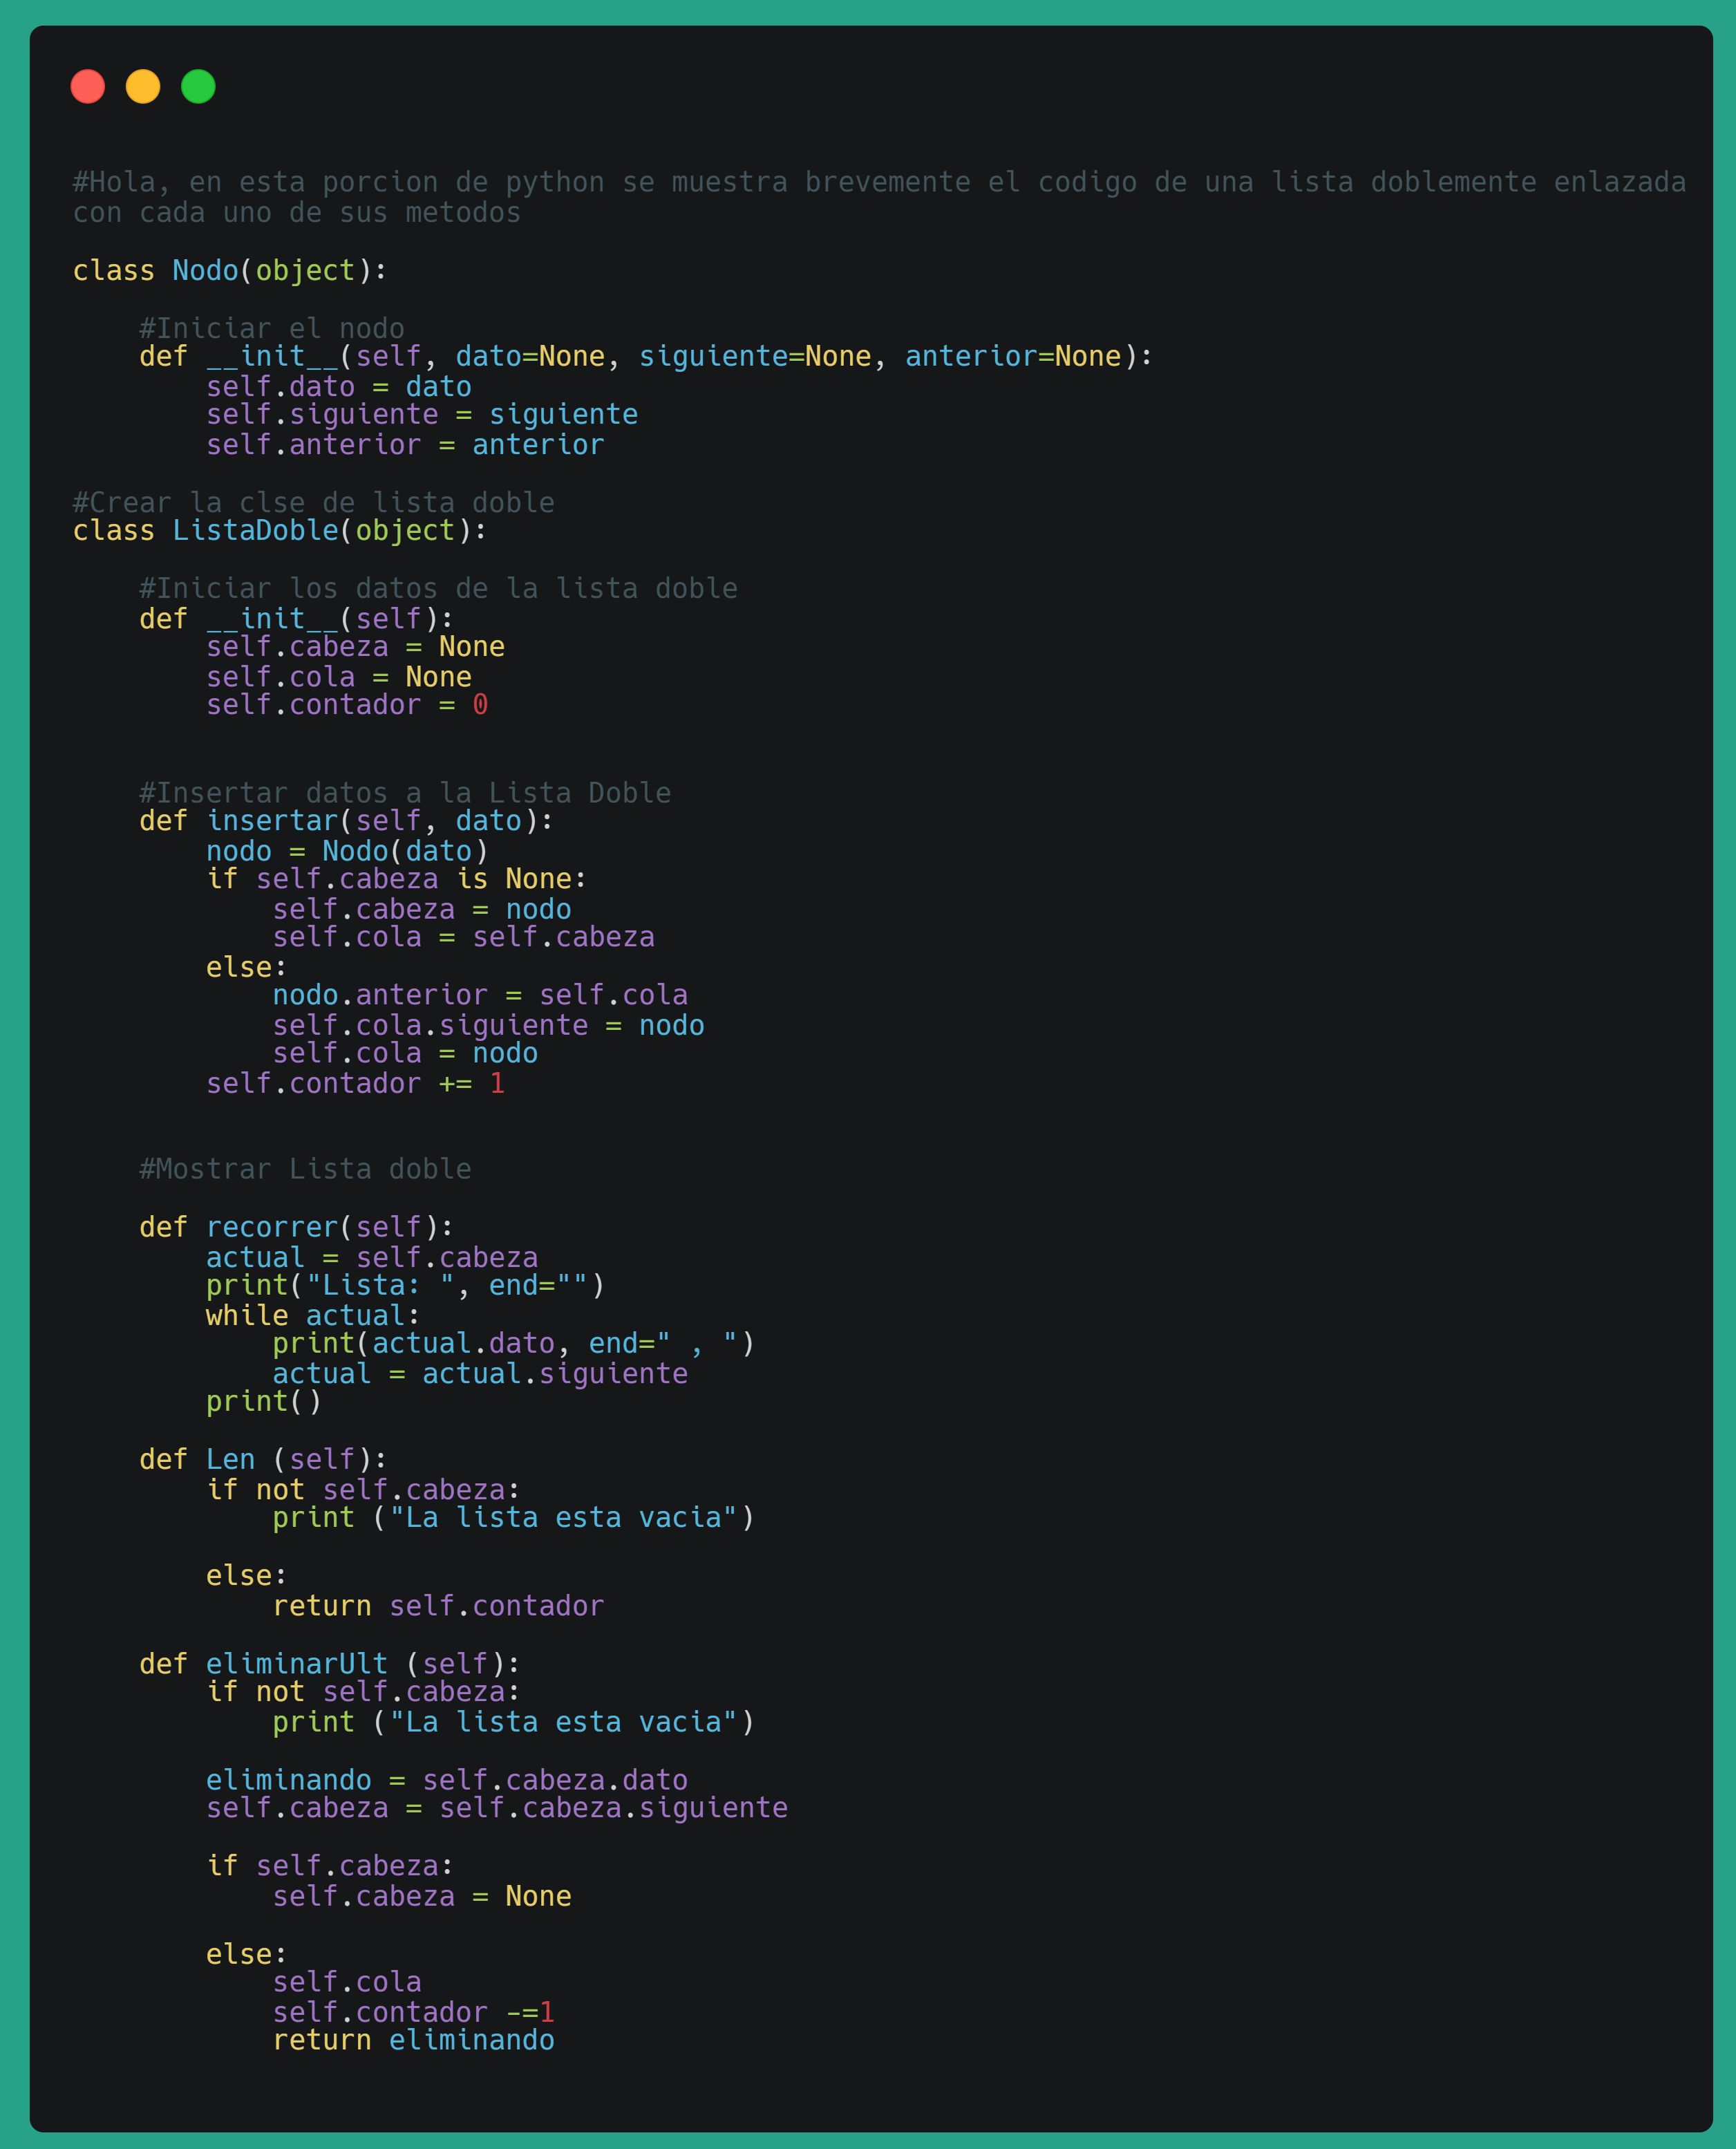 #Hola, en esta porcion de python se muestra brevemente el codigo de una lista doblemente enlazada
con cada uno de sus metodos
class Nodo(object):
    #Iniciar el nodo
    def __init__(self, dato=None, siguiente=None, anterior=None):
        self.dato = dato
        self.siguiente = siguiente
        self.anterior = anterior
#Crear la clse de lista doble
class ListaDoble(object):
    #Iniciar los datos de la lista doble
    def __init__(self):
        self.cabeza = None
        self.cola = None
        self.contador = 0
    #Insertar datos a la Lista Doble
    def insertar(self, dato):
        nodo = Nodo(dato)
        if self.cabeza is None:
            self.cabeza = nodo
            self.cola = self.cabeza
        else:
            nodo.anterior = self.cola
            self.cola.siguiente = nodo
            self.cola = nodo
        self.contador += 1
    #Mostrar Lista doble
    def recorrer(self):
        actual = self.cabeza
        print("Lista: ", end="")
        while actual:
            print(actual.dato, end=" , ")
            actual = actual.siguiente
        print()
    def Len (self):
        if not self.cabeza:
            print ("La lista esta vacia")
        else:
            return self.contador
    def eliminarUlt (self):
        if not self.cabeza:
            print ("La lista esta vacia")
        eliminando = self.cabeza.dato
        self.cabeza = self.cabeza.siguiente
        if self.cabeza:
            self.cabeza = None
        else:
            self.cola
            self.contador -=1
            return eliminando